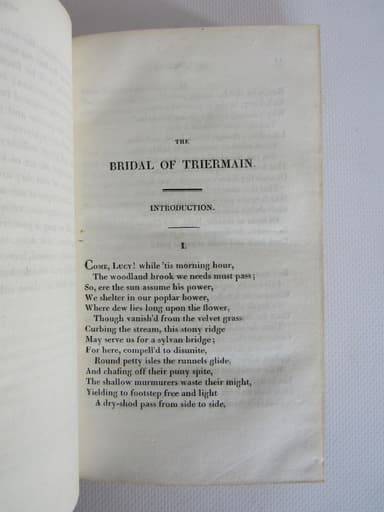 THE
BRIDAL OF TRIERMAIN.
INTRODUCTION.
I.
COME, LUCY! while 'tis morning hour,
The woodland brook we needs must pass;
So, ere the sun assume his power,
We shelter in our poplar bower,
Where dew lies long upon the flower,
Though vanish'd from the velvet grass.
Curbing the stream, this stony ridge
May serve us for a sylvan bridge;
For here, compell'd to disunite,
Round petty isles the runnels glide,
And chafing off their puny spite,
The shallow murmurers waste their might,
Yielding to footstep free and light
A dry-shod pass from side to side.